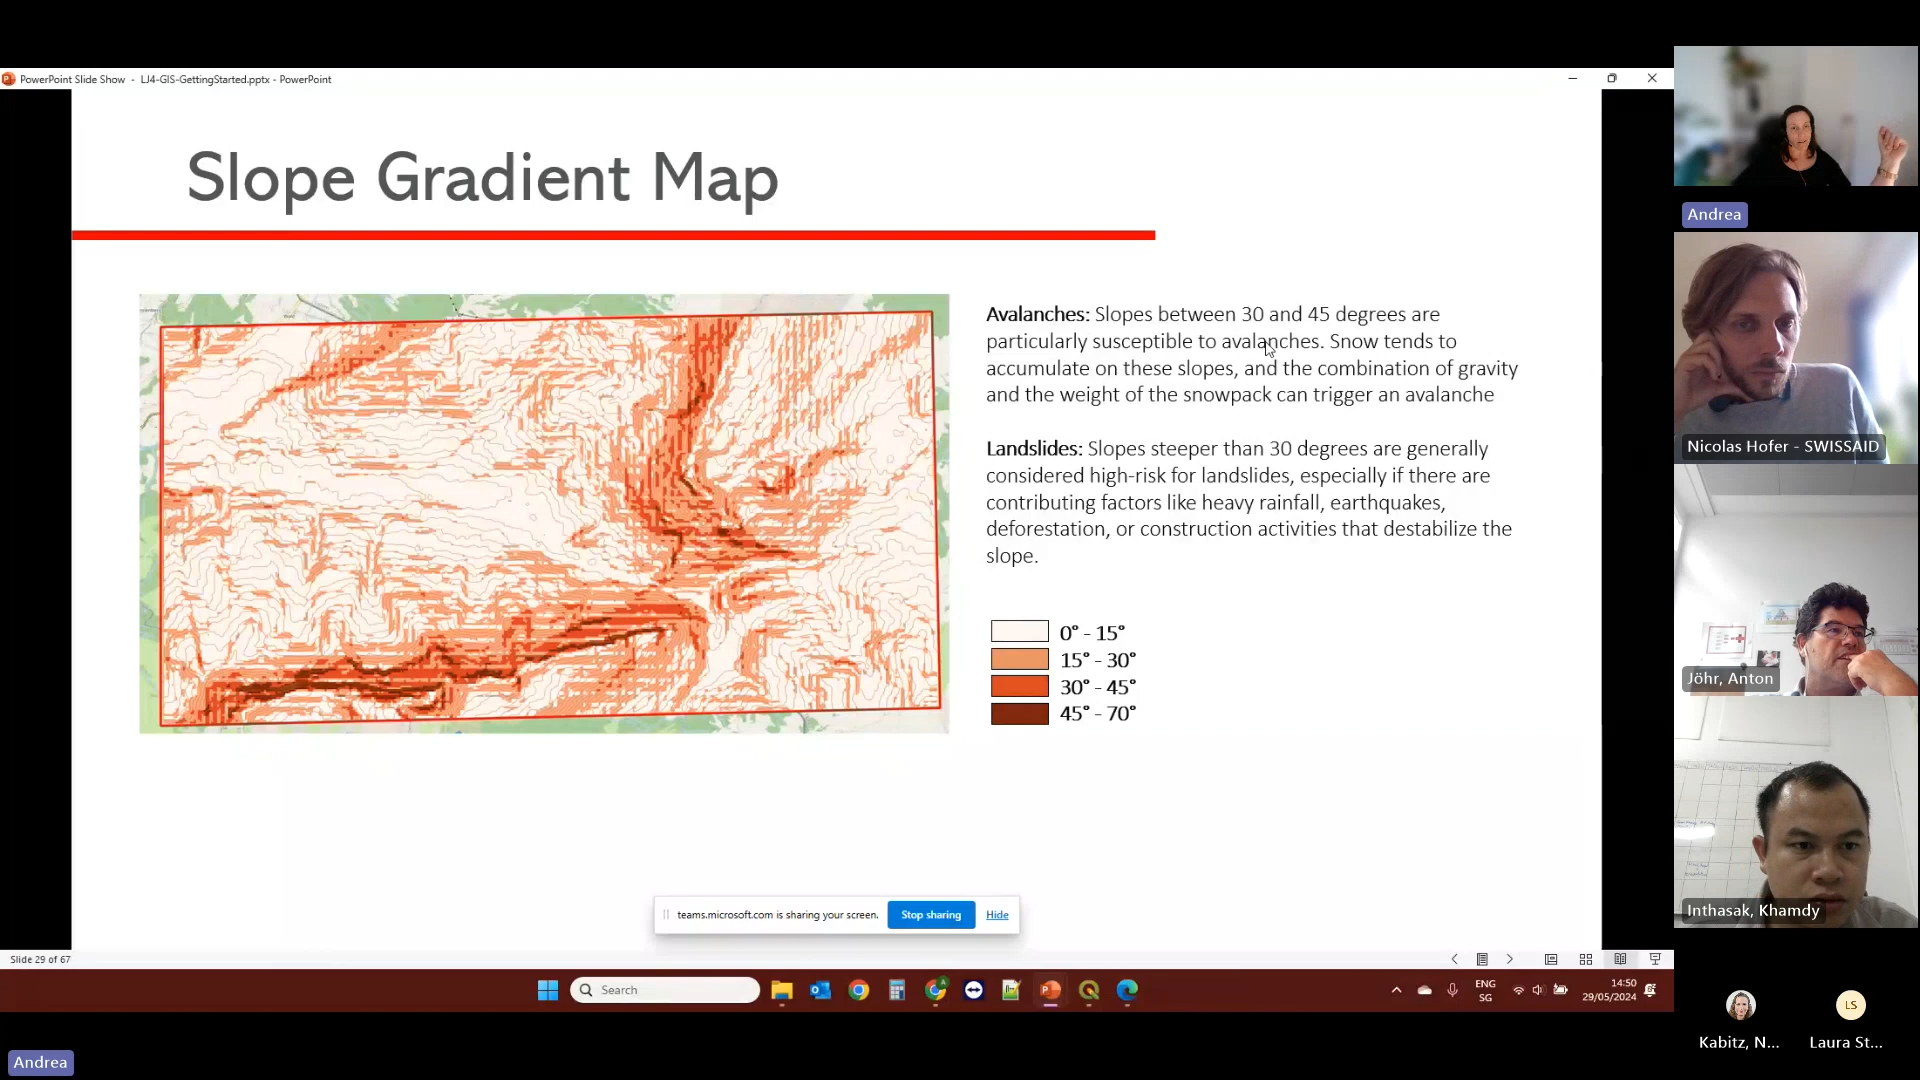 PowerPoint Slide Show - LJ4-GIS-GettingStarted.pptx - PowerPoint
Slope Gradient Map
Avalanches: Slopes between 30 and 45 degrees are
particularly susceptible to avalanches. Snow tends to
accumulate on these slopes, and the combination of gravity
and the weight of the snowpack can trigger an avalanche
Landslides: Slopes steeper than 30 degrees are generally
considered high-risk for landslides, especially if there are
contributing factors like heavy rainfall, earthquakes,
deforestation, or construction activities that destabilize the
slope.
0° - 15°
15° - 30°
30° - 45°
45° - 70°
teams.microsoft.com is sharing your screen.
Stop sharing
Hide
Slide 29 of 67
Search
ENG
SG
14:50
29/05/2024
Andrea
Andrea
Nicolas Hofer - SWISSAID
Jöhr, Anton
Inthasak, Khamdy
LS
Kabitz, N...
Laura St...